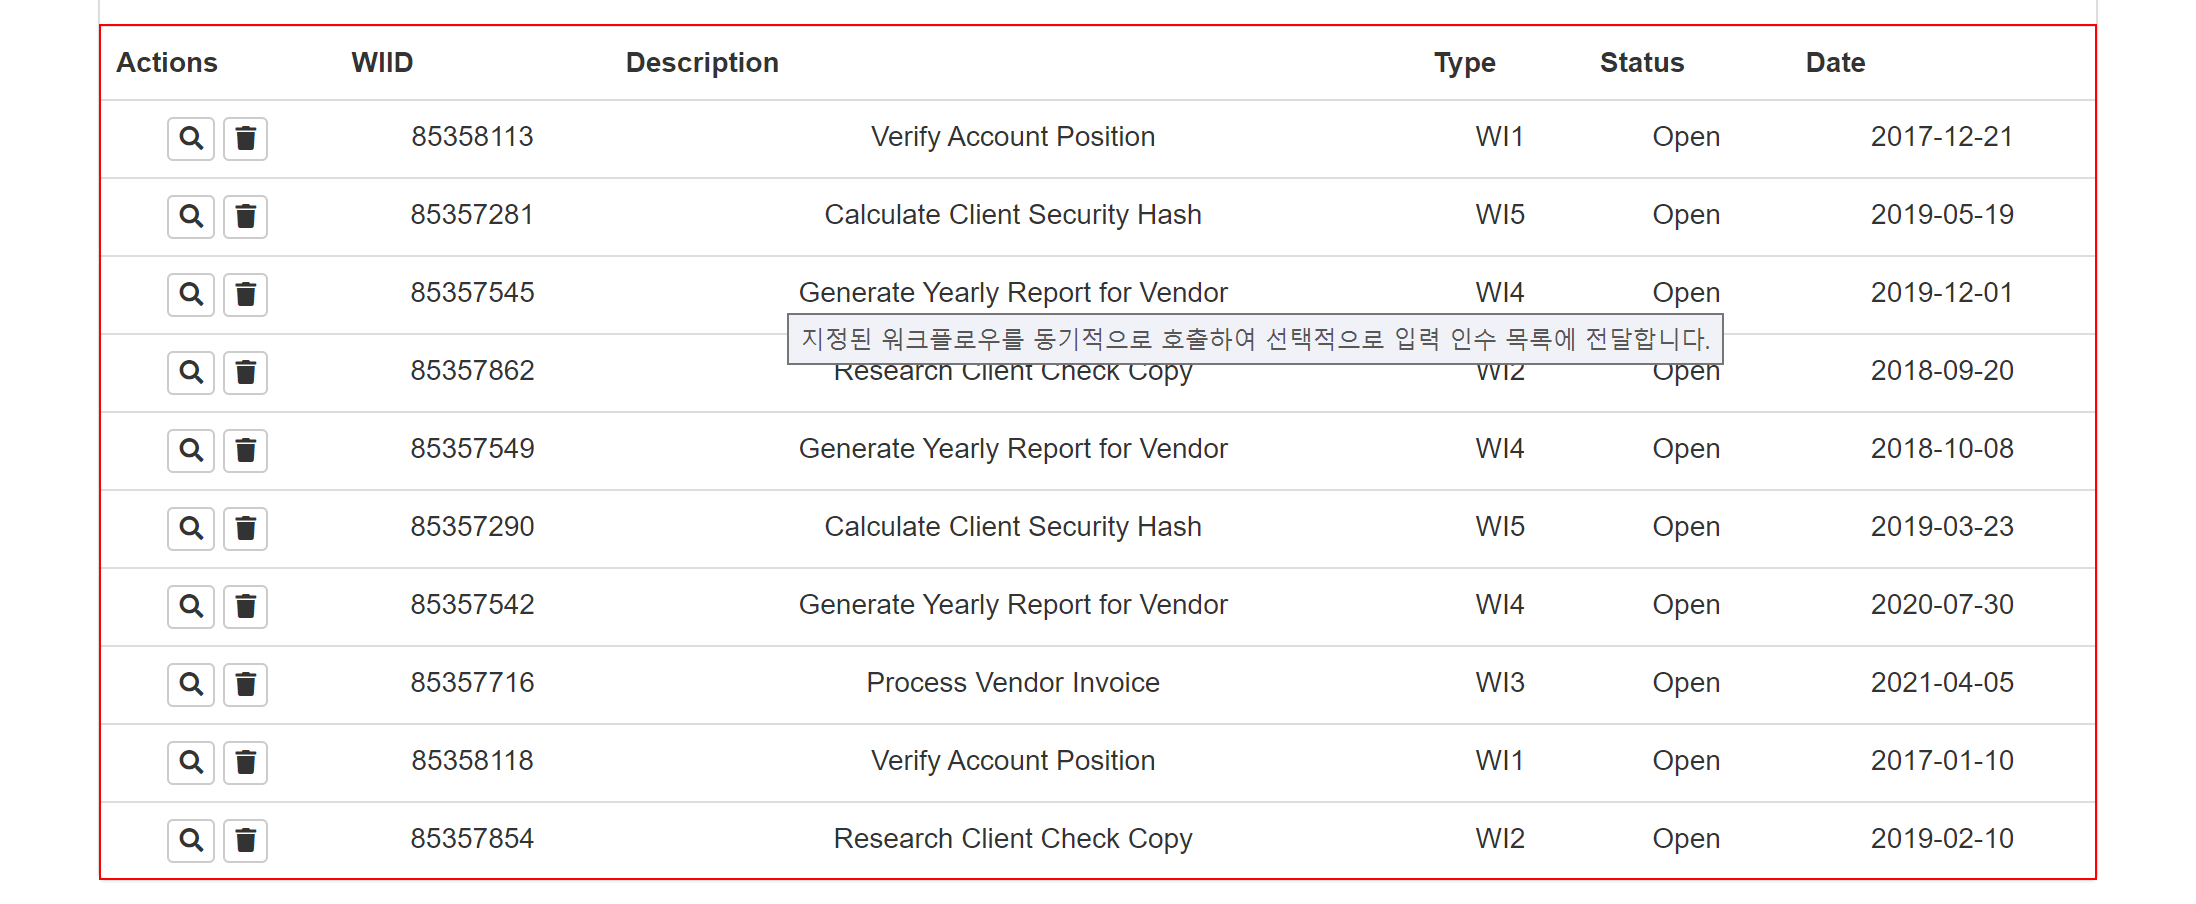 Actions WIID Description Type Status Date
85358113 Verify Account Position WI1 Open 2017-12-21
85357281 Calculate Client Security Hash WI5 Open 2019-05-19
85357545 Generate Yearly Report for Vendor WI4 Open 2019-12-01
지정된 워크플로우를 동기적으로 호출하여 선택적으로 입력 인수 목록에 전달합니다.
85357862 Research Client Check Copy WI2 Open 2018-09-20
85357549 Generate Yearly Report for Vendor WI4 Open 2018-10-08
85357290 Calculate Client Security Hash WI5 Open 2019-03-23
85357542 Generate Yearly Report for Vendor WI4 Open 2020-07-30
85357716 Process Vendor Invoice WI3 Open 2021-04-05
85358118 Verify Account Position WI1 Open 2017-01-10
85357854 Research Client Check Copy WI2 Open 2019-02-10